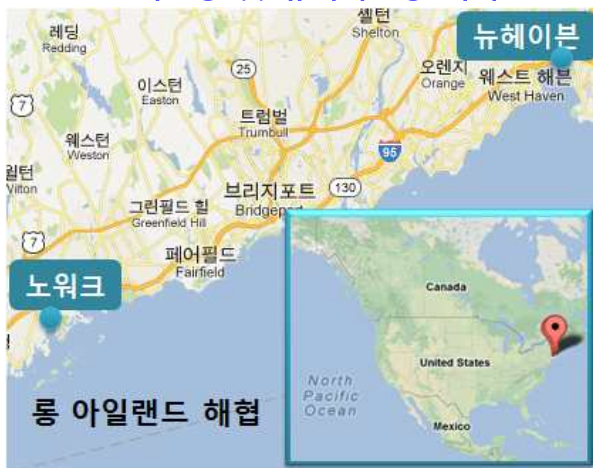 레딩
Redding
셸턴
Shelton
뉴헤이븐
25
오렌지
Orange
웨스트 해븐
West Haven
이스턴
Easton
7
트럼벌
Trumbull
웨스턴
Weston
95
윌턴
Wilton
브리지포트
Bridgeport
130
그린필드 힐
Greenfield Hill
7
페어필드
Fairfield
노워크
Canada
United States
North
Pacific
Ocean
Mexico
롱 아일랜드 해협